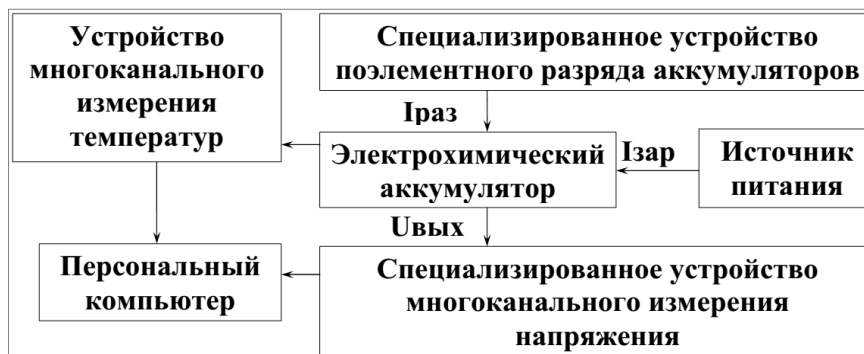 Устройство
многоканального
измерения
температур
Специализированное устройство
поэлементного разряда аккумуляторов
Iраз
Электрохимический
аккумулятор
Iзар
Источник
питания
Uвых
Персональный
компьютер
Специализированное устройство
многоканального измерения
напряжения